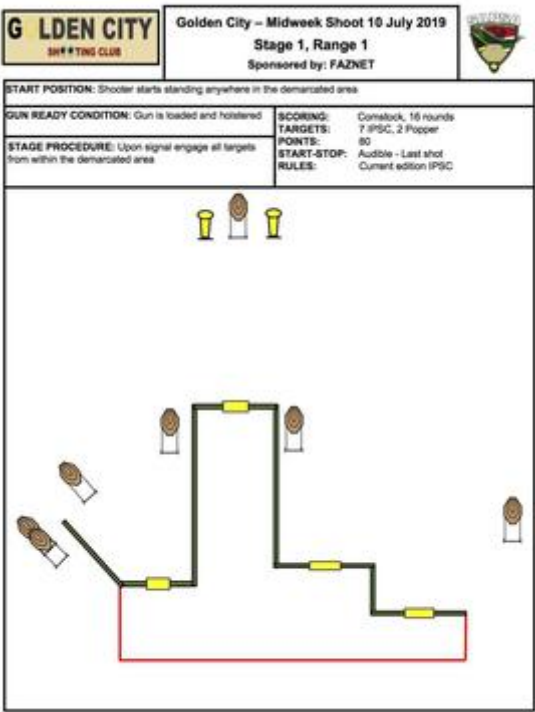 G LDEN CITY
SHOOTING CLUB
Golden City – Midweek Shoot 10 July 2019
Stage 1, Range 1
Sponsored by: FAZNET
START POSITION: Shooter starts standing anywhere in the demarcated area
GUN READY CONDITION: Gun is loaded and holstered
STAGE PROCEDURE: Upon signal engage all targets
from within the demarcated area
SCORING: Comstock, 16 rounds
TARGETS: 7 IPSC, 2 Popper
POINTS: 80
START-STOP: Audible - Last shot
RULES: Current edition IPSC